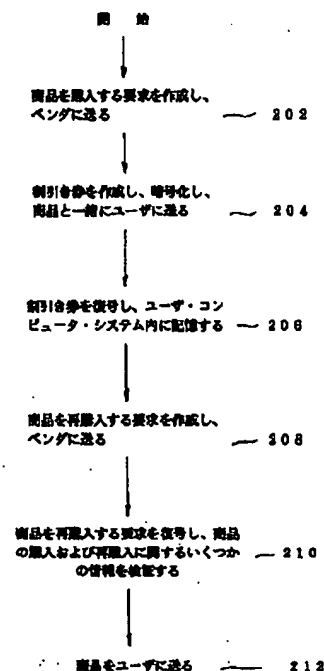 開 始
商品を購入する要求を作成し、
ベンダに送る 202
割引合券を作成し、暗号化し、
商品と一緒にユーザに送る 204
割引合券を復号し、ユーザ・コン
ピュータ・システム内に記憶する 206
商品を再購入する要求を作成し、
ベンダに送る 208
商品を再購入する要求を復号し、商品
の購入および再購入に関するいくつか 210
の情報を検証する
商品をユーザに送る 212